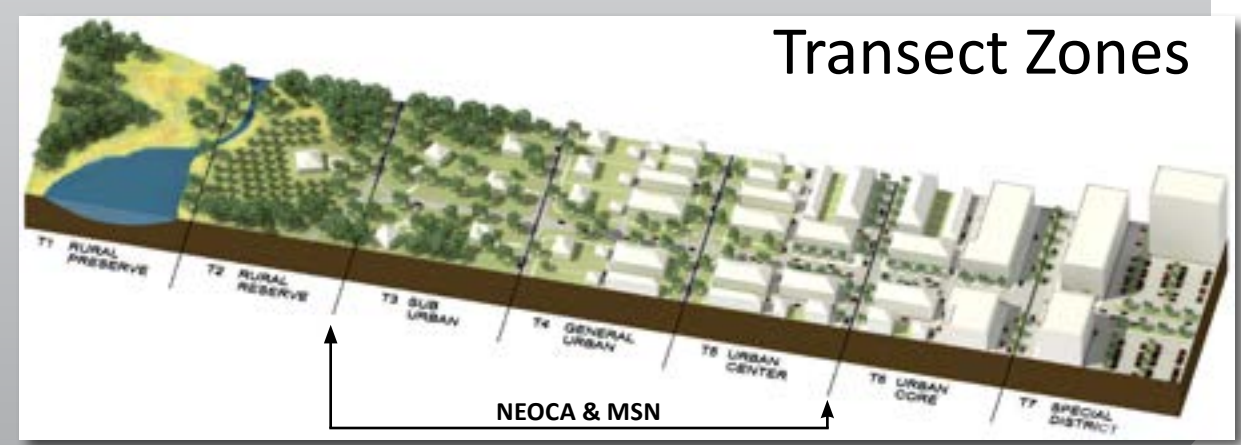 Transect Zones
T1 RURAL
PRESERVE
T2 RURAL
RESERVE
T3 SUB
URBAN
T4 GENERAL
URBAN
T5 URBAN
CENTER
T6 URBAN
CORE
T7 SPECIAL
DISTRICT
NEOCA & MSN